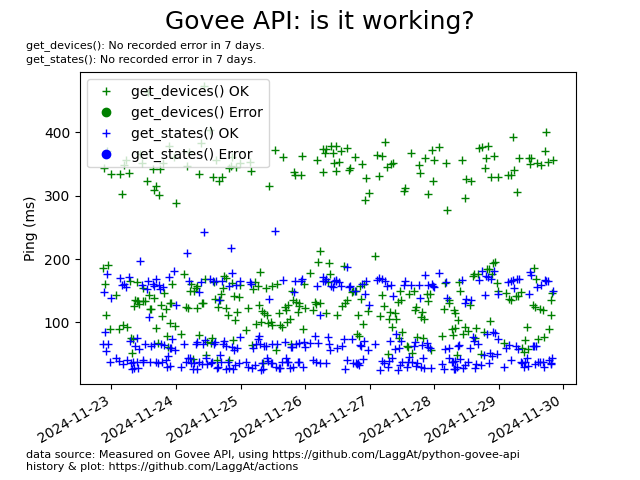 Govee API: is it working?
get_devices(): No recorded error in 7 days.
get_states(): No recorded error in 7 days.
get_devices() OK
get_devices() Error
get_states() OK
get_states() Error
400
300
200
100
Ping (ms)
2024-11-23
2024-11-24
2024-11-25
2024-11-26
2024-11-27
2024-11-28
2024-11-29
2024-11-30
data source: Measured on Govee API, using https://github.com/LaggAt/python-govee-api
history & plot: https://github.com/LaggAt/actions